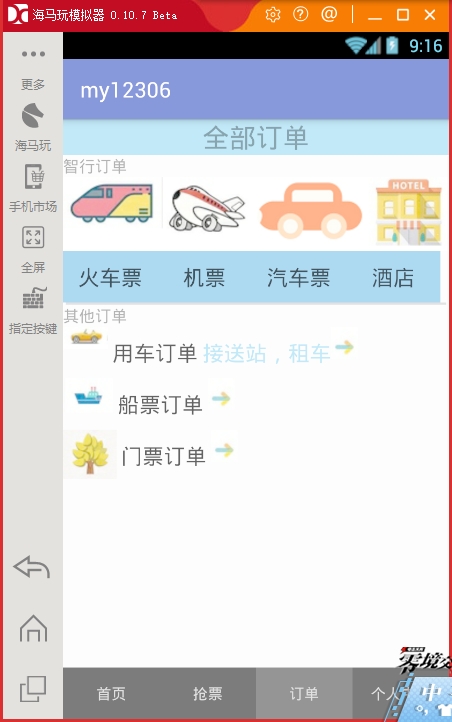 海马玩模拟器 0.10.7 Beta
9:16
更多
海马玩
手机市场
全屏
指定按键
my12306
全部订单
智行订单
HOTEL
火车票 机票 汽车票 酒店
其他订单
用车订单 接送站，租车
船票订单
门票订单
首页 抢票 订单 个人
中